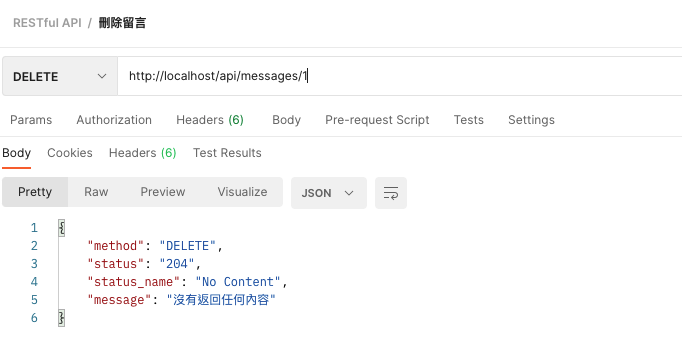 RESTful API / 刪除留言
DELETE http://localhost/api/messages/1
Params Authorization Headers (6) Body Pre-request Script Tests Settings
Body Cookies Headers (6) Test Results
Pretty Raw Preview Visualize JSON
1 {
2 "method": "DELETE",
3 "status": "204",
4 "status_name": "No Content",
5 "message": "沒有返回任何內容"
6 }